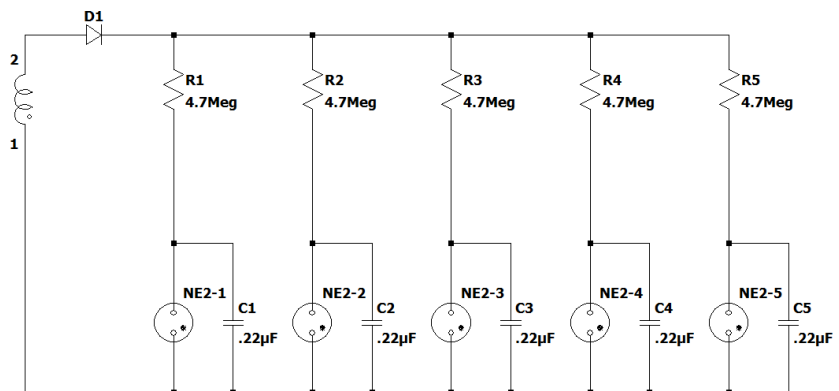 D1
2
1
R1
4.7Meg
R2
4.7Meg
R3
4.7Meg
R4
4.7Meg
R5
4.7Meg
NE2-1
C1
.22µF
NE2-2
C2
.22µF
NE2-3
C3
.22µF
NE2-4
C4
.22µF
NE2-5
C5
.22µF